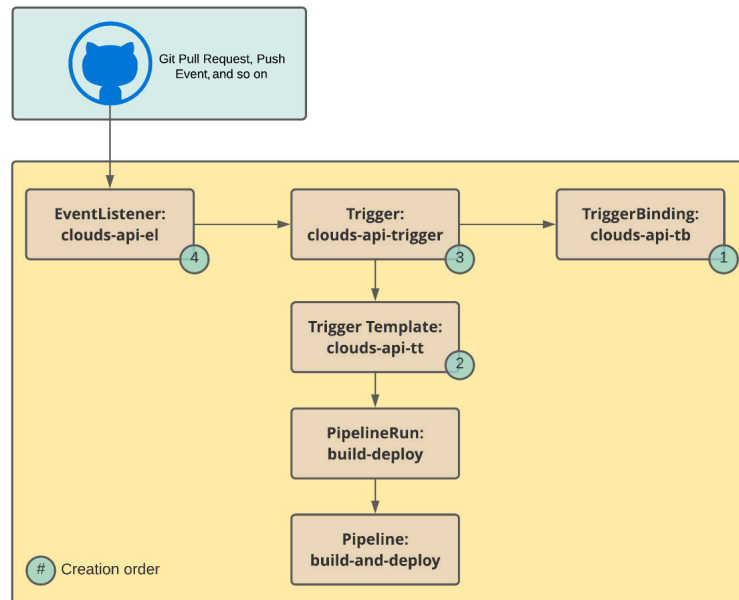 Git Pull Request, Push
Event, and so on
EventListener:
clouds-api-el
4
Trigger:
clouds-api-trigger
3
TriggerBinding:
clouds-api-tb
1
Trigger Template:
clouds-api-tt
2
PipelineRun:
build-deploy
Pipeline:
build-and-deploy
# Creation order